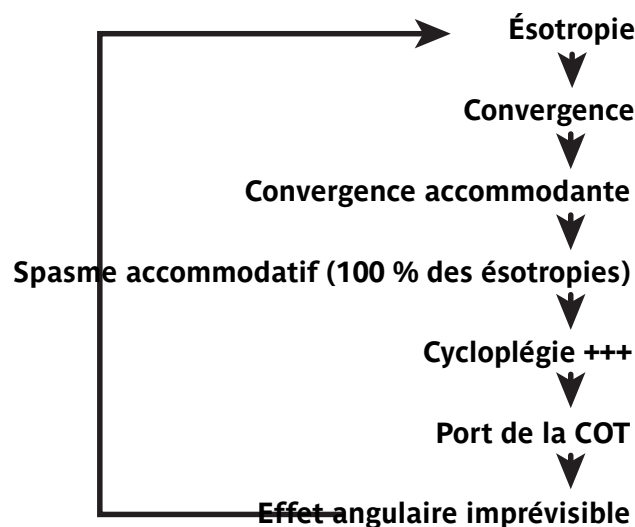 Ésotropie
Convergence
Convergence accommodante
Spasme accommodatif (100 % des ésotropies)
Cycloplégie +++
Port de la COT
Effet angulaire imprévisible